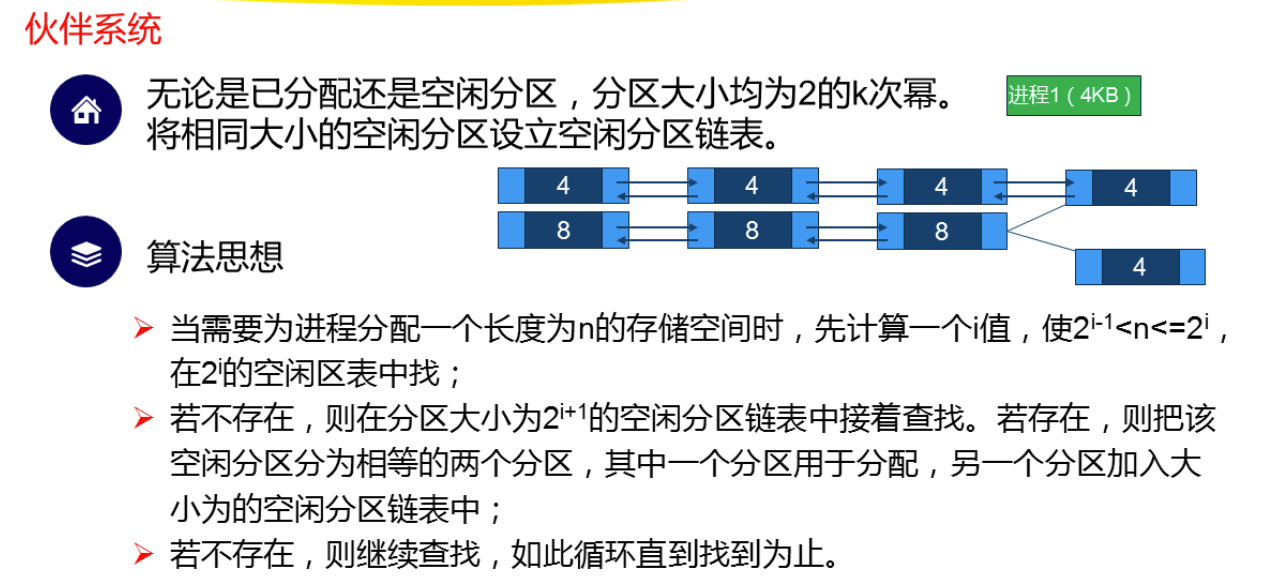 伙伴系统
无论是已分配还是空闲分区，分区大小均为2的k次幂。
将相同大小的空闲分区设立空闲分区链表。
进程1（4KB）
4 4 4 4
8 8 8
4
算法思想
当需要为进程分配一个长度为n的存储空间时，先计算一个i值，使2^i-1<n<=2^i，
在2^i的空闲区表中找；
若不存在，则在分区大小为2^i+1的空闲分区链表中接着查找。若存在，则把该
空闲分区分为相等的两个分区，其中一个分区用于分配，另一个分区加入大
小为的空闲分区链表中；
若不存在，则继续查找，如此循环直到找到为止。